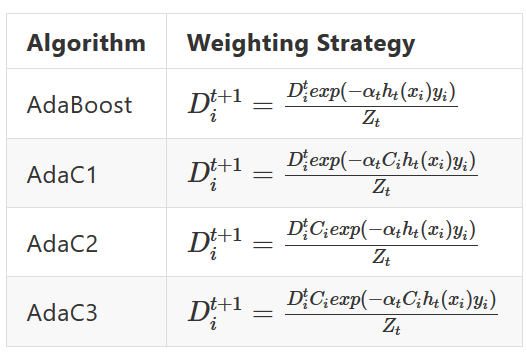 Algorithm Weighting Strategy
AdaBoost $D_i^{t+1} = \frac{D_i^t exp(-\alpha_t h_t(x_i)y_i)}{Z_t}$
AdaC1 $D_i^{t+1} = \frac{D_i^t exp(-\alpha_t C_i h_t(x_i)y_i)}{Z_t}$
AdaC2 $D_i^{t+1} = \frac{D_i^t C_i exp(-\alpha_t h_t(x_i)y_i)}{Z_t}$
AdaC3 $D_i^{t+1} = \frac{D_i^t C_i exp(-\alpha_t C_i h_t(x_i)y_i)}{Z_t}$